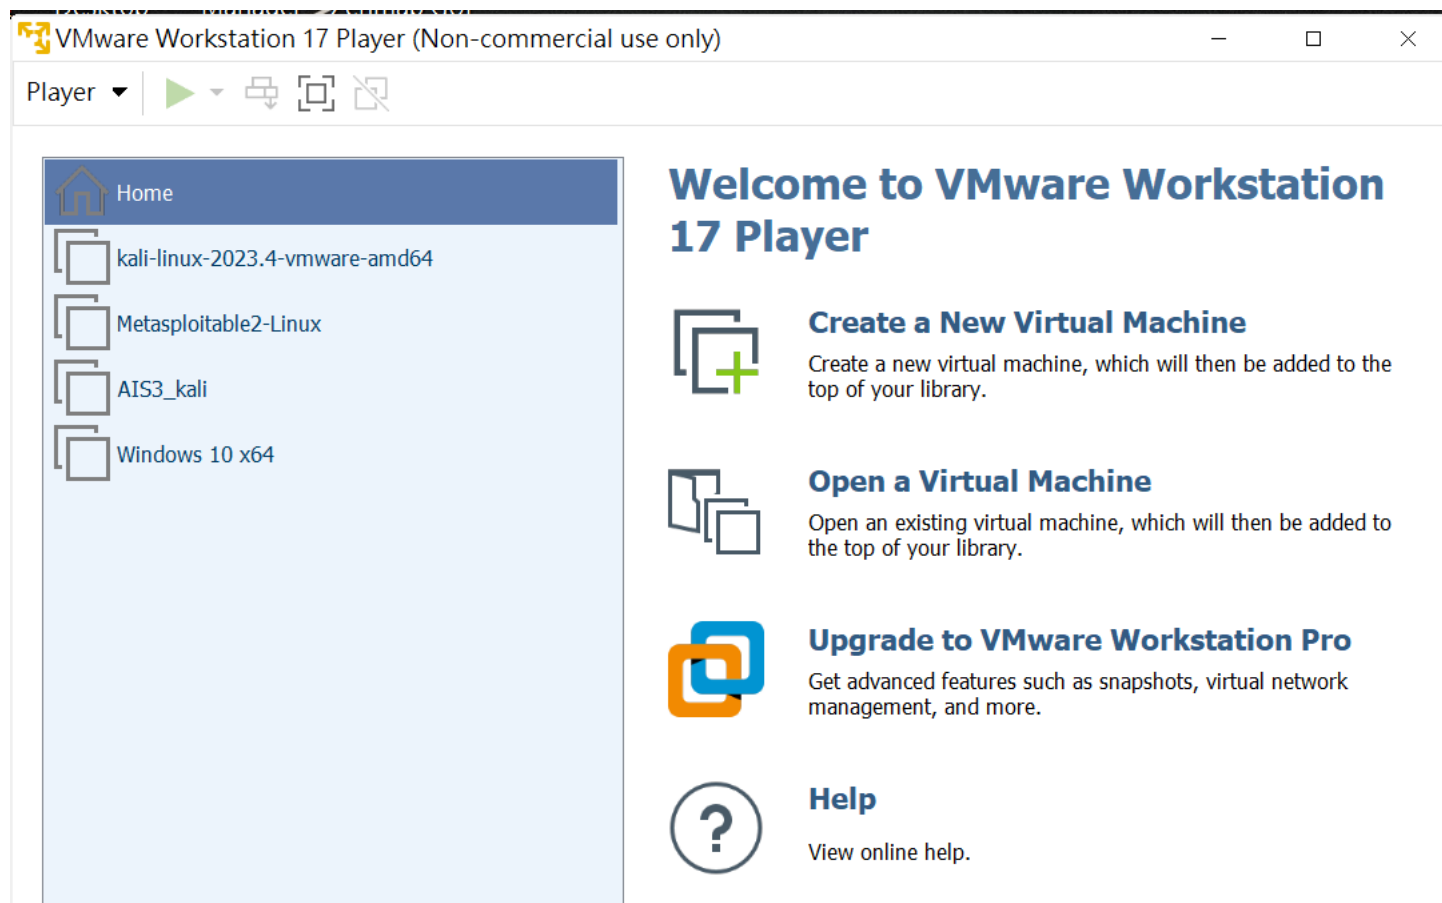 VMware Workstation 17 Player (Non-commercial use only)
Player
Home
kali-linux-2023.4-vmware-amd64
Metasploitable2-Linux
AIS3_kali
Windows 10 x64
Welcome to VMware Workstation
17 Player
Create a New Virtual Machine
Create a new virtual machine, which will then be added to the
top of your library.
Open a Virtual Machine
Open an existing virtual machine, which will then be added to
the top of your library.
Upgrade to VMware Workstation Pro
Get advanced features such as snapshots, virtual network
management, and more.
Help
View online help.